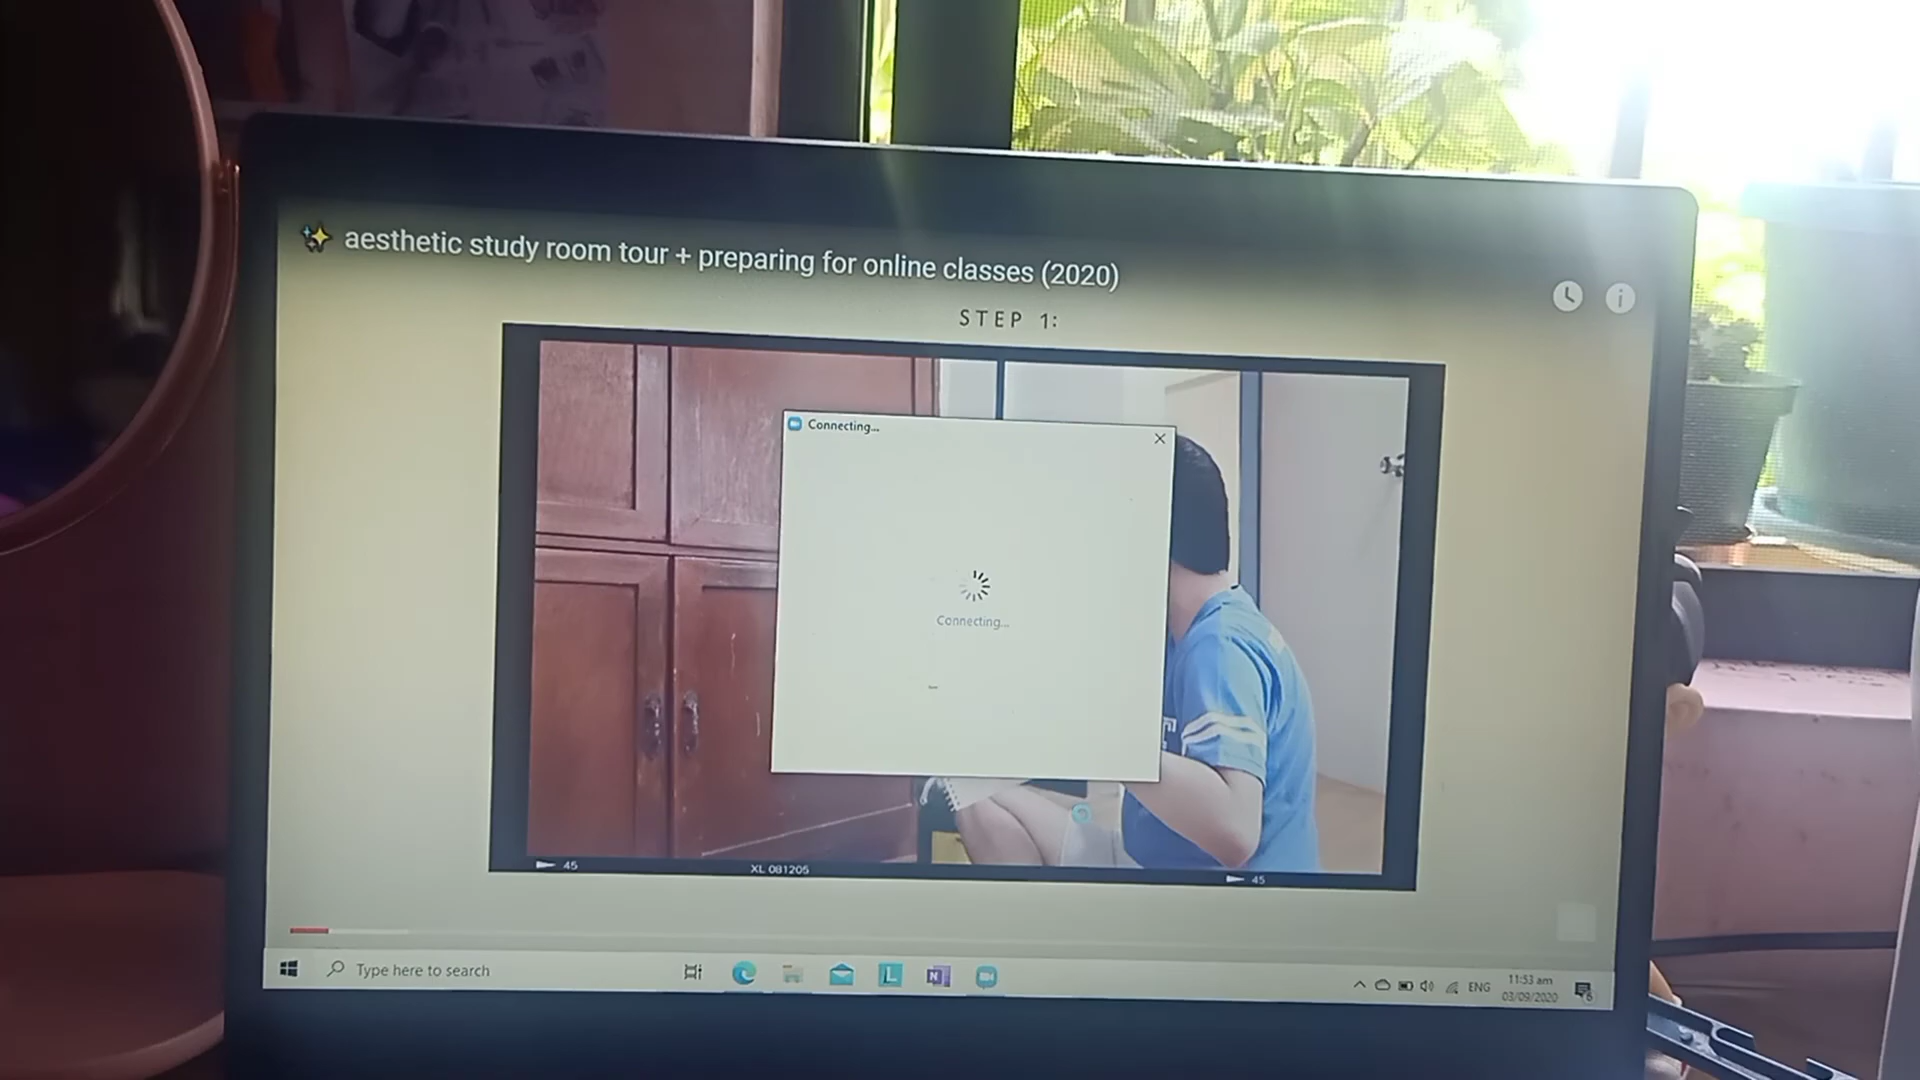 ✨ aesthetic study room tour + preparing for online classes (2020)
STEP 1:
Connecting...
Connecting...
45
XL 081205
45
Type here to search
L
N
ENG
11:53 am
03/09/2020
6